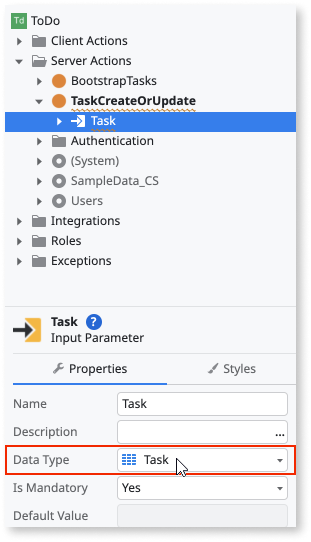 Td ToDo
Client Actions
Server Actions
BootstrapTasks
TaskCreateOrUpdate
Task
Authentication
(System)
SampleData_CS
Users
Integrations
Roles
Exceptions
Task ?
Input Parameter
Properties Styles
Name Task
Description ...
Data Type Task
Is Mandatory Yes
Default Value